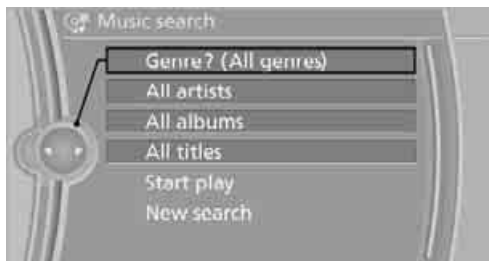 Music search
Genre? (All genres)
All artists
All albums
All titles
Start play
New search